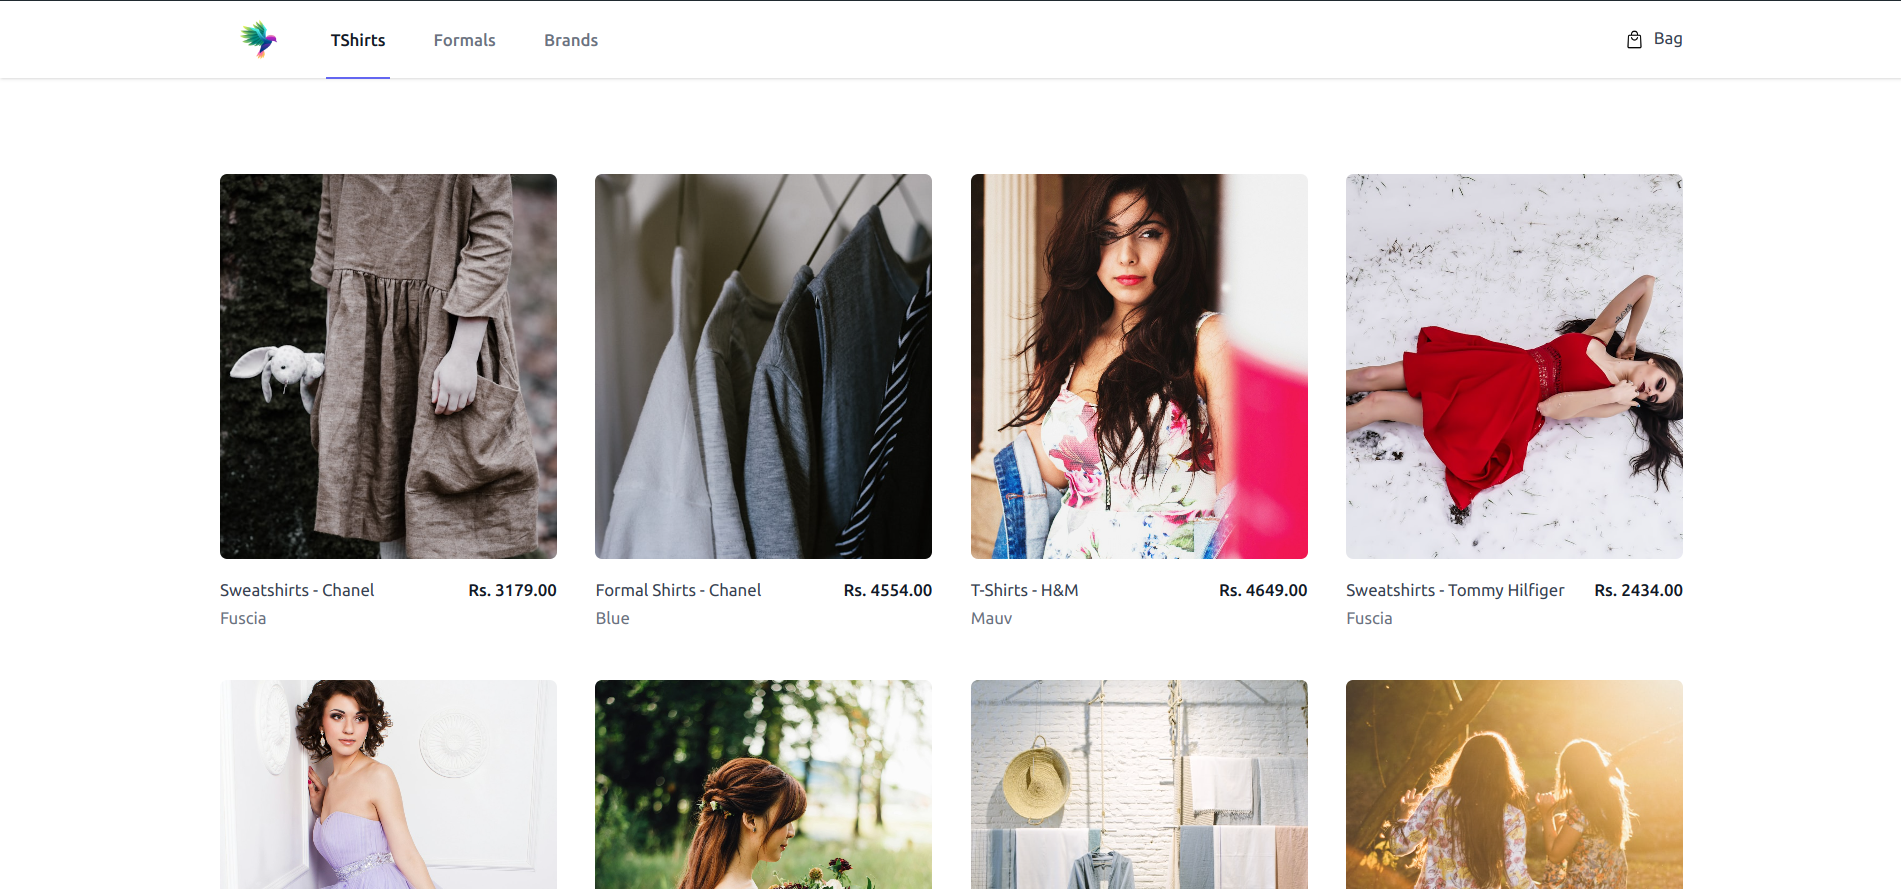 TShirts Formals Brands Bag
Sweatshirts - Chanel Rs. 3179.00
Fuscia
Formal Shirts - Chanel Rs. 4554.00
Blue
T-Shirts - H&M Rs. 4649.00
Mauv
Sweatshirts - Tommy Hilfiger Rs. 2434.00
Fuscia